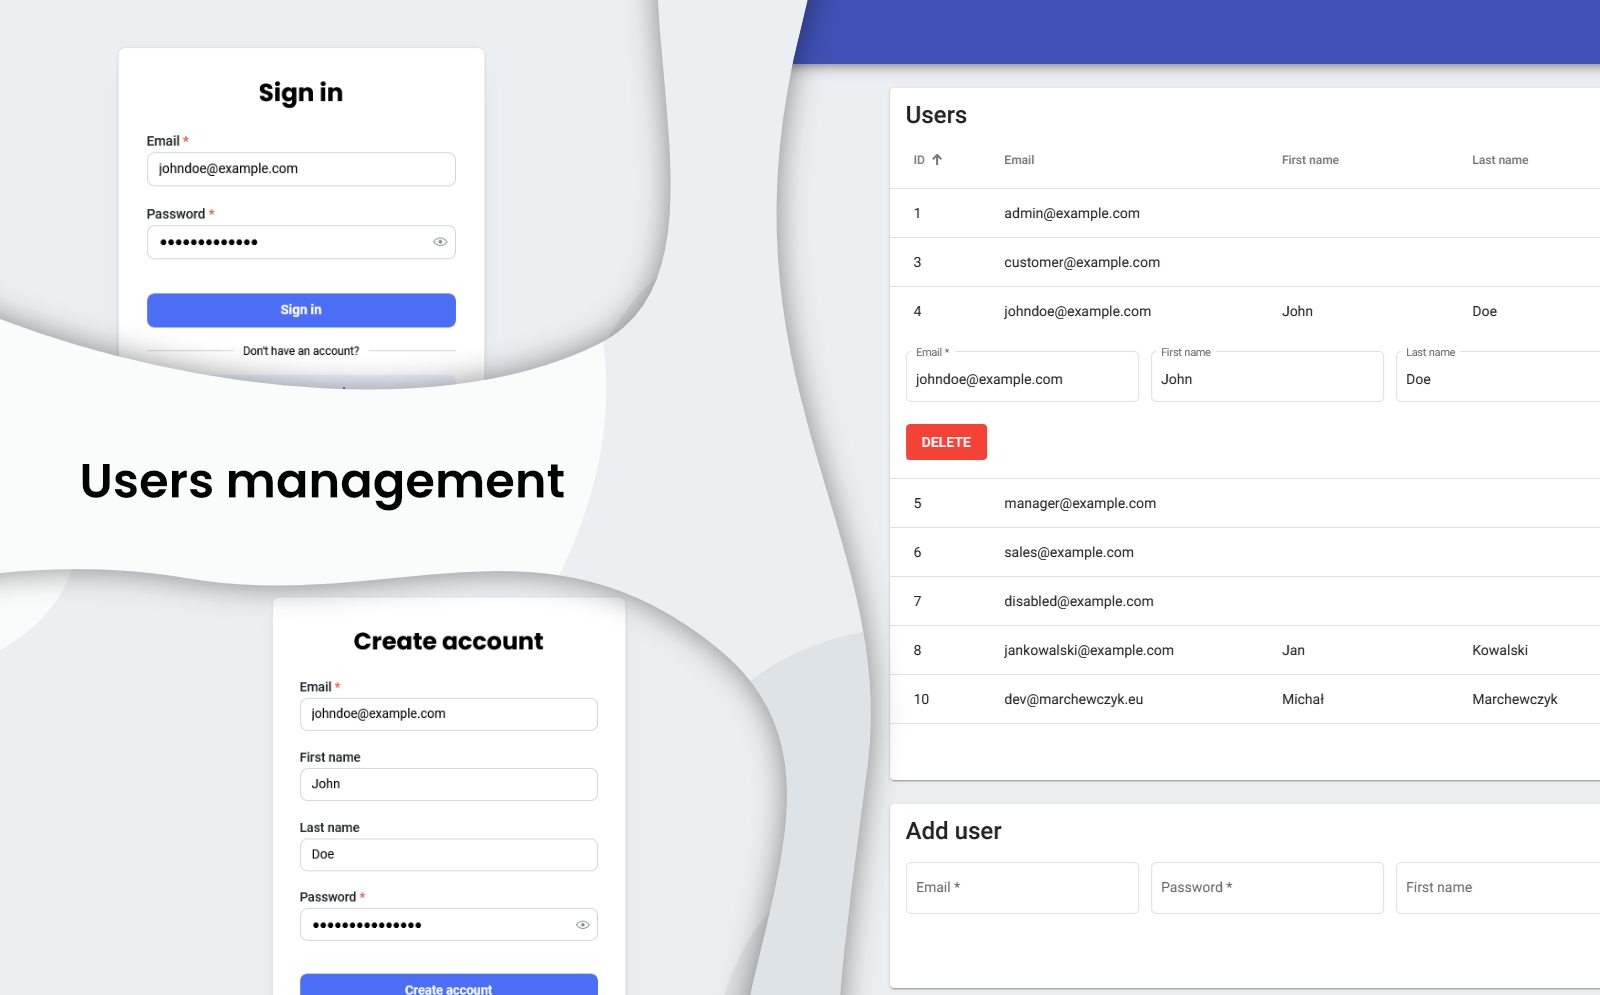 Sign in
Email *
johndoe@example.com
Password *
•••••••••••••
Sign in
Don't have an account?
Users management
Create account
Email *
johndoe@example.com
First name
John
Last name
Doe
Password *
•••••••••••••••
Create account
Users
ID ↑ Email First name Last name
1 admin@example.com
3 customer@example.com
4 johndoe@example.com John Doe
Email * First name Last name
johndoe@example.com John Doe
DELETE
5 manager@example.com
6 sales@example.com
7 disabled@example.com
8 jankowalski@example.com Jan Kowalski
10 dev@marchewczyk.eu Michał Marchewczyk
Add user
Email * Password * First name